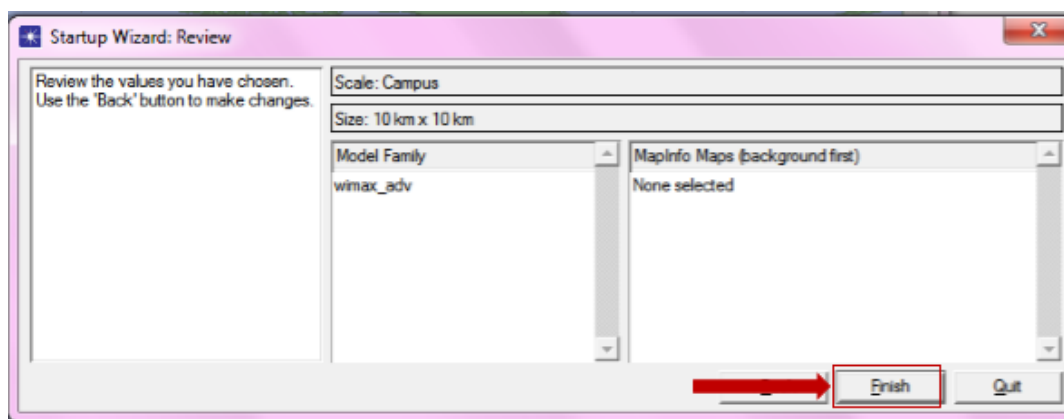 Startup Wizard: Review
Review the values you have chosen.
Use the "Back" button to make changes.
Scale: Campus
Size: 10 km x 10 km
Model Family
wimax_adv
MapInfo Maps (background first)
None selected
Finish
Quit